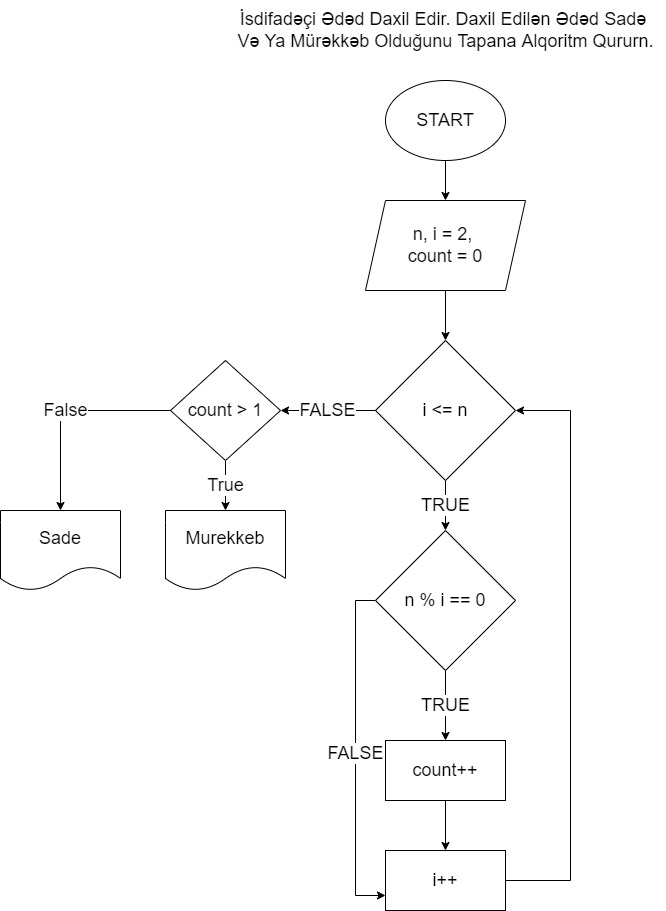 İsdifadəçi Ədəd Daxil Edir. Daxil Edilən Ədəd Sadə
Və Ya Mürəkkəb Olduğunu Tapana Alqoritm Qururn.
START
n, i = 2,
count = 0
i <= n
FALSE
count > 1
False
True
Sade
Murekkeb
TRUE
n % i == 0
TRUE
FALSE
count++
i++